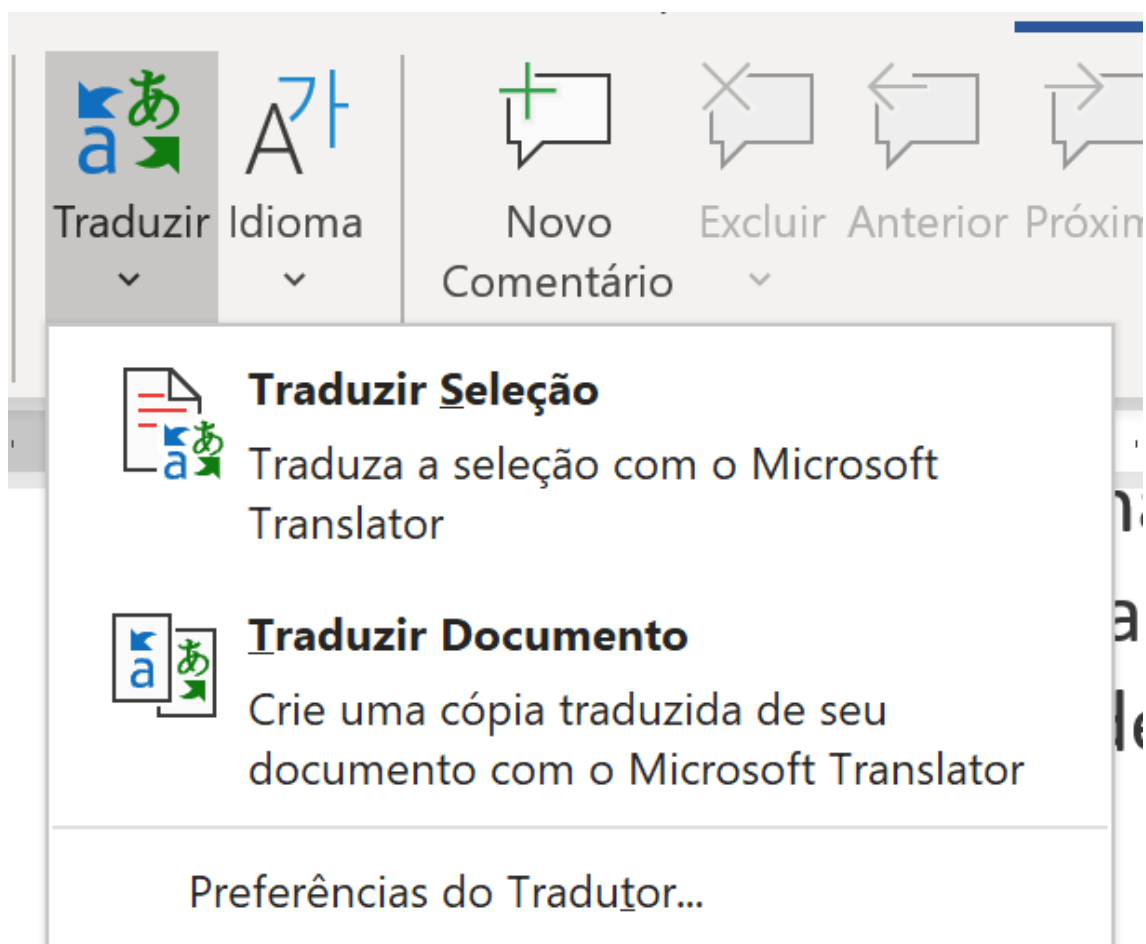 Traduzir
Idioma
Novo
Comentário
Excluir
Anterior
Traduzir Seleção
Traduza a seleção com o Microsoft
Translator
Traduzir Documento
Crie uma cópia traduzida de seu
documento com o Microsoft Translator
Preferências do Tradutor...